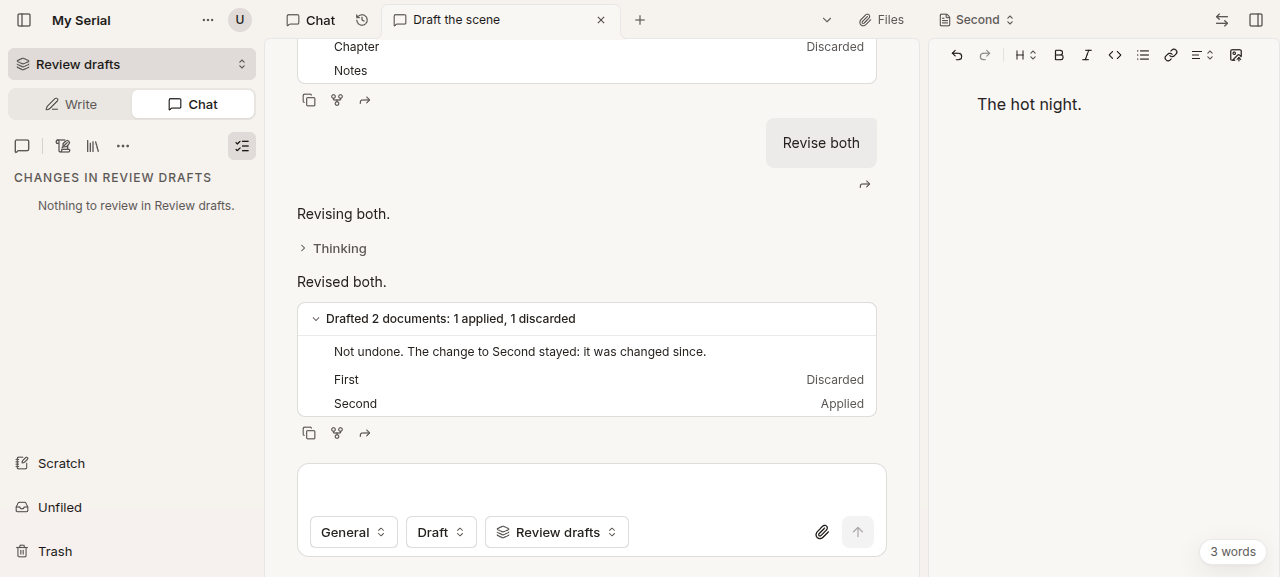 My Serial
U
Chat
Draft the scene
Files
Second
Review drafts
Write
Chat
CHANGES IN REVIEW DRAFTS
Nothing to review in Review drafts.
Scratch
Unfiled
Trash
Chapter
Discarded
Notes
Revise both
Revising both.
Thinking
Revised both.
Drafted 2 documents: 1 applied, 1 discarded
Not undone. The change to Second stayed: it was changed since.
First
Discarded
Second
Applied
General
Draft
Review drafts
H
B
I
The hot night.
3 words